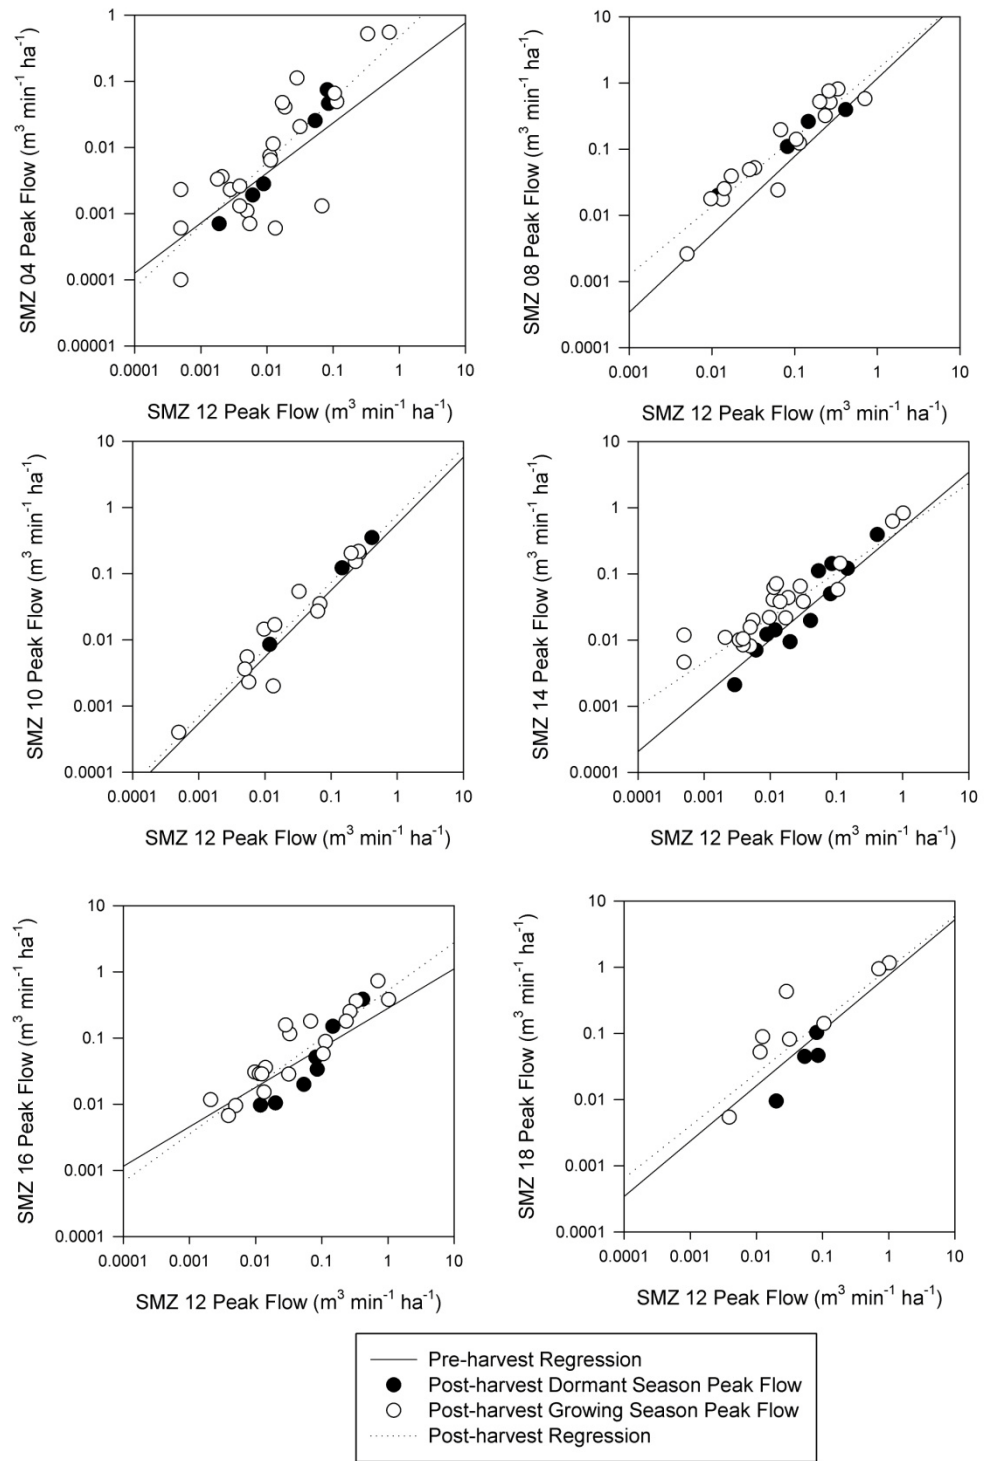 1
0.1
0.01
0.001
0.0001
0.00001
SMZ 04 Peak Flow (m³ min⁻¹ ha⁻¹)
0.0001 0.001 0.01 0.1 1 10
SMZ 12 Peak Flow (m³ min⁻¹ ha⁻¹)
10
1
0.1
0.01
0.001
0.0001
SMZ 08 Peak Flow (m³ min⁻¹ ha⁻¹)
0.001 0.01 0.1 1 10
SMZ 12 Peak Flow (m³ min⁻¹ ha⁻¹)
10
1
0.1
0.01
0.001
0.0001
SMZ 10 Peak Flow (m³ min⁻¹ ha⁻¹)
0.0001 0.001 0.01 0.1 1 10
SMZ 12 Peak Flow (m³ min⁻¹ ha⁻¹)
10
1
0.1
0.01
0.001
0.0001
SMZ 14 Peak Flow (m³ min⁻¹ ha⁻¹)
0.0001 0.001 0.01 0.1 1 10
SMZ 12 Peak Flow (m³ min⁻¹ ha⁻¹)
10
1
0.1
0.01
0.001
0.0001
SMZ 16 Peak Flow (m³ min⁻¹ ha⁻¹)
0.0001 0.001 0.01 0.1 1 10
SMZ 12 Peak Flow (m³ min⁻¹ ha⁻¹)
10
1
0.1
0.01
0.001
0.0001
SMZ 18 Peak Flow (m³ min⁻¹ ha⁻¹)
0.0001 0.001 0.01 0.1 1 10
SMZ 12 Peak Flow (m³ min⁻¹ ha⁻¹)
Pre-harvest Regression
Post-harvest Dormant Season Peak Flow
Post-harvest Growing Season Peak Flow
Post-harvest Regression